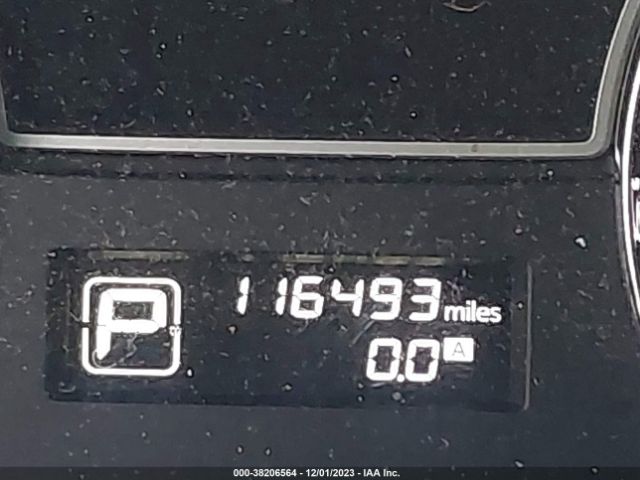 P 116493 miles
0.0 A
000-38206564 - 12/01/2023 - IAA Inc.